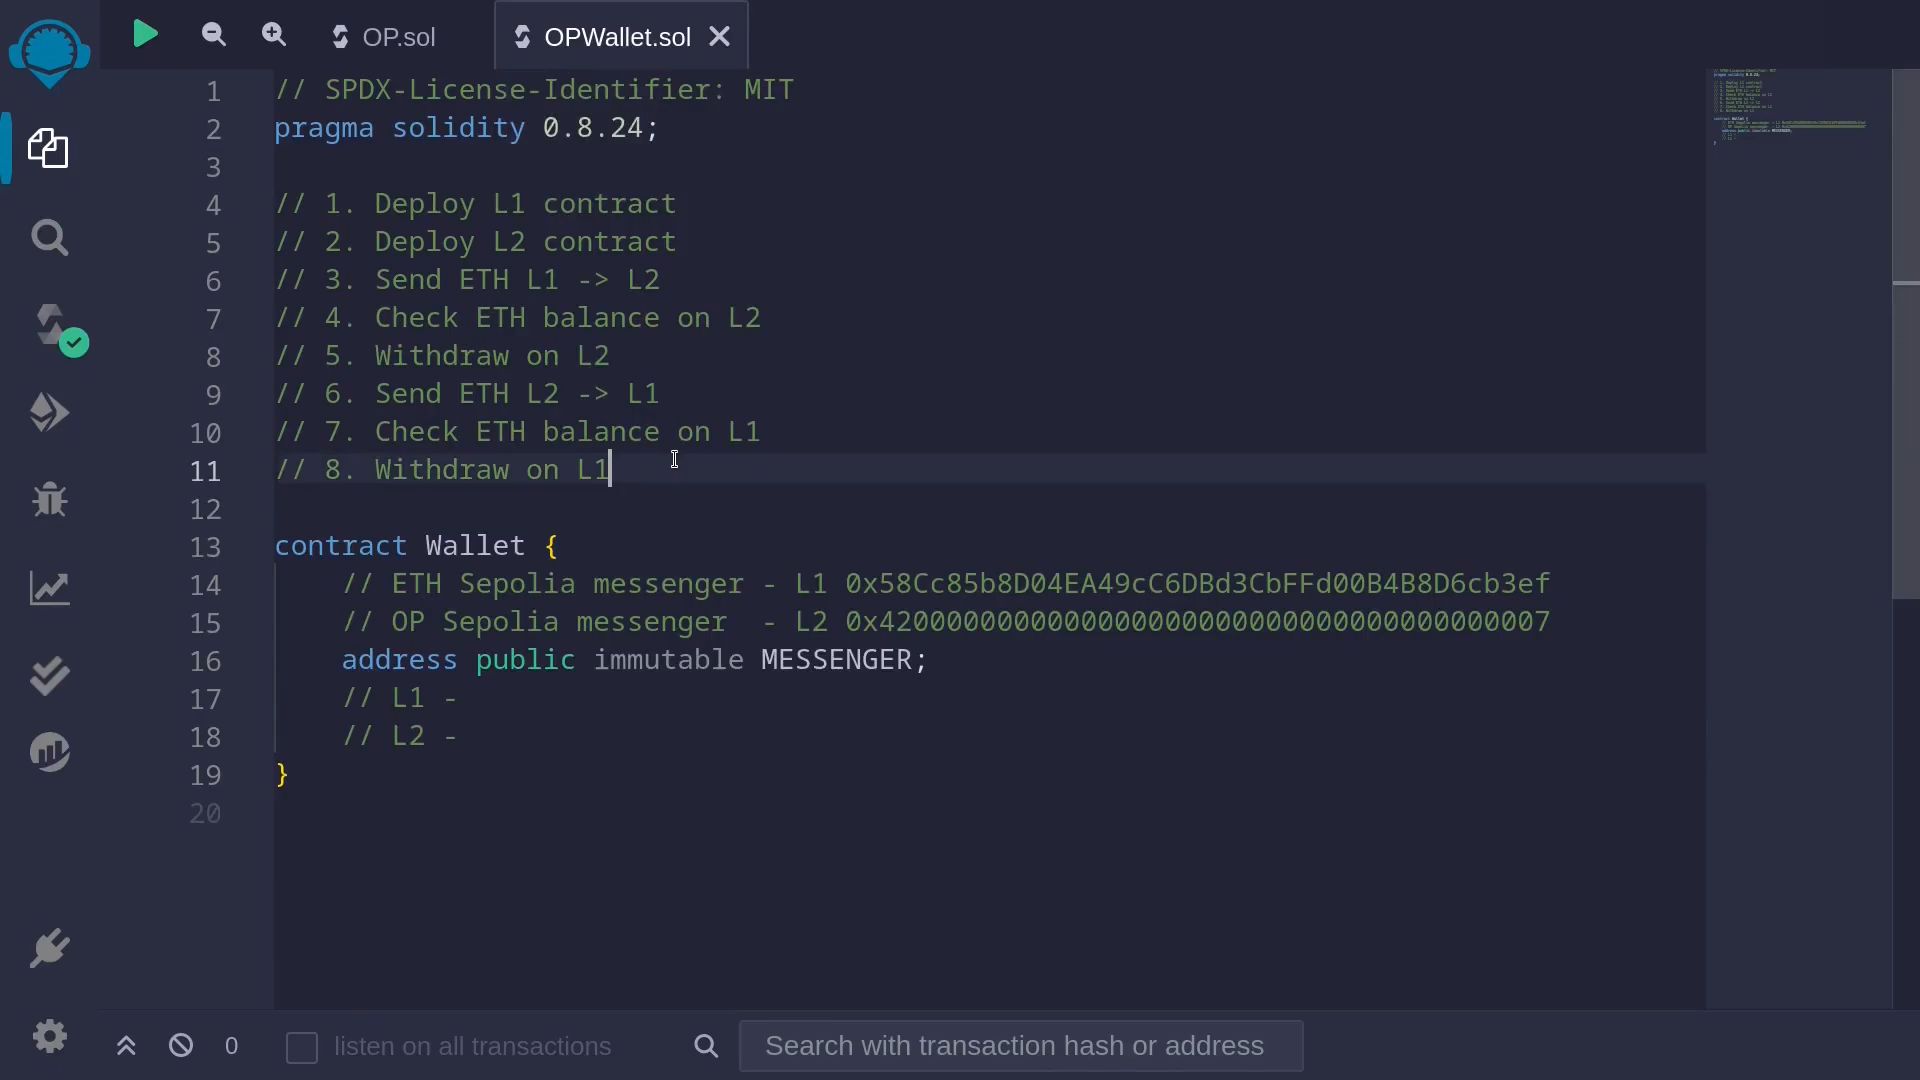 OP.sol
OPWallet.sol
1 // SPDX-License-Identifier: MIT
2 pragma solidity 0.8.24;
3
4 // 1. Deploy L1 contract
5 // 2. Deploy L2 contract
6 // 3. Send ETH L1 -> L2
7 // 4. Check ETH balance on L2
8 // 5. Withdraw on L2
9 // 6. Send ETH L2 -> L1
10 // 7. Check ETH balance on L1
11 // 8. Withdraw on L1
12
13 contract Wallet {
14 // ETH Sepolia messenger - L1 0x58Cc85b8D04EA49cC6DBd3CbFFd00B4B8D6cb3ef
15 // OP Sepolia messenger  - L2 0x4200000000000000000000000000000000000007
16 address public immutable MESSENGER;
17 // L1 -
18 // L2 -
19 }
20
0
listen on all transactions
Search with transaction hash or address